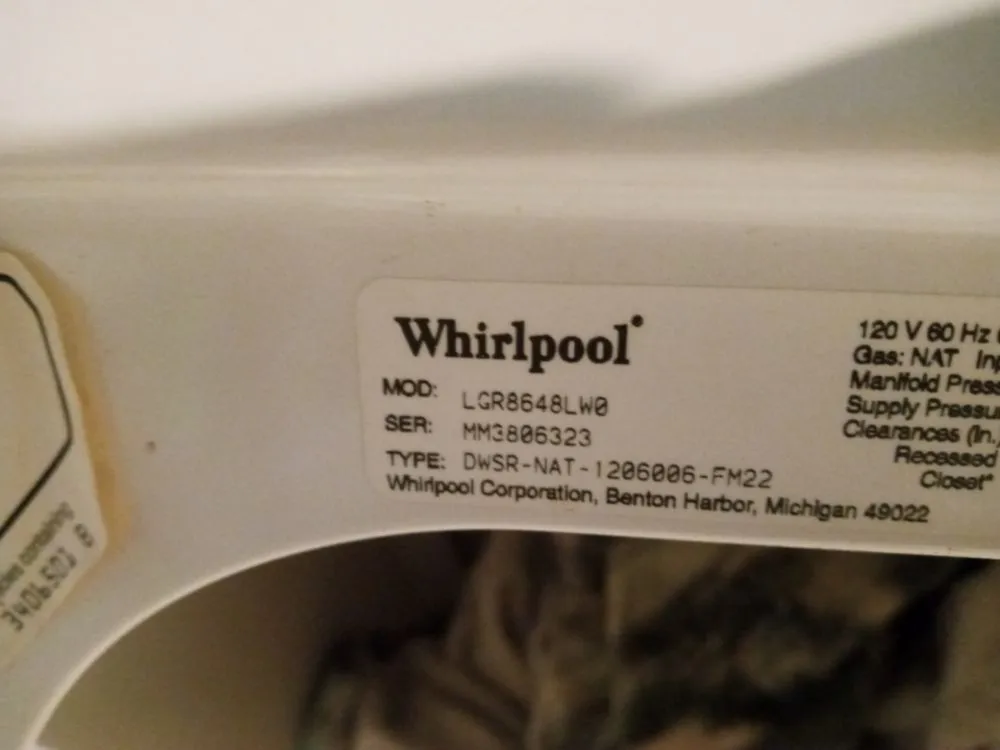 Whirlpool
MOD: LGR8648LW0
SER: MM3806323
TYPE: DWSR-NAT-1206006-FM22
Whirlpool Corporation, Benton Harbor, Michigan 49022
120 V 60 Hz
Gas: NAT
Manifold
Supply
Clearances (In.
Recessed
Closet*
3406503 B